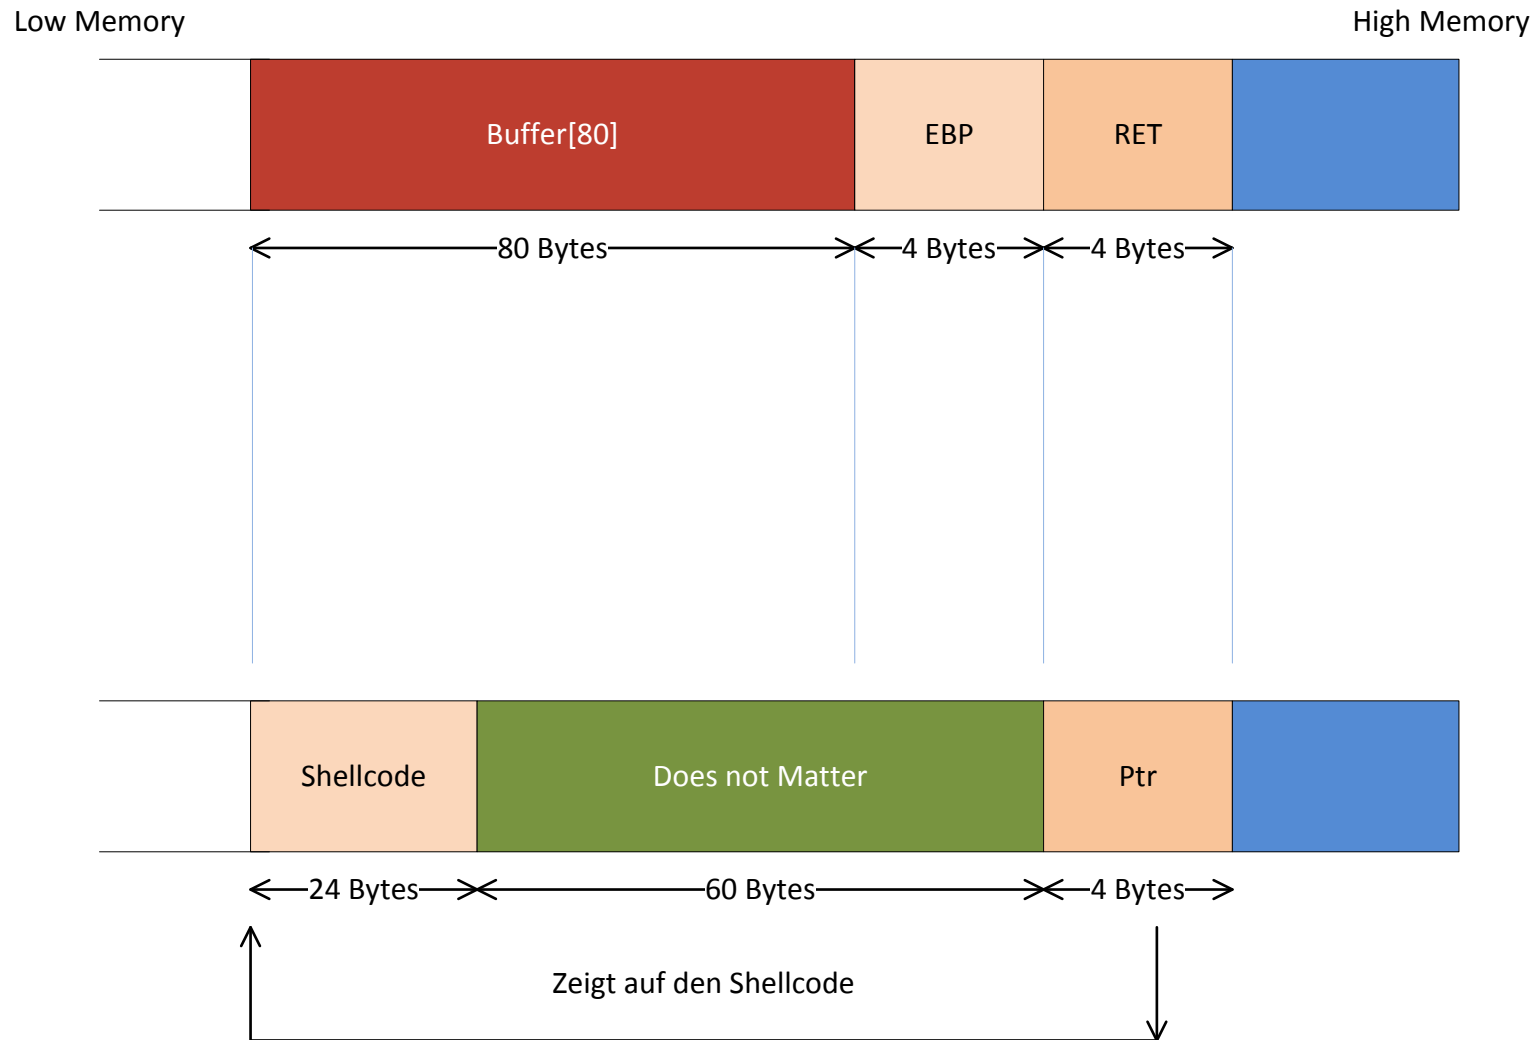 Low Memory
High Memory
Buffer[80]
EBP
RET
80 Bytes
4 Bytes
4 Bytes
Shellcode
Does not Matter
Ptr
24 Bytes
60 Bytes
4 Bytes
Zeigt auf den Shellcode